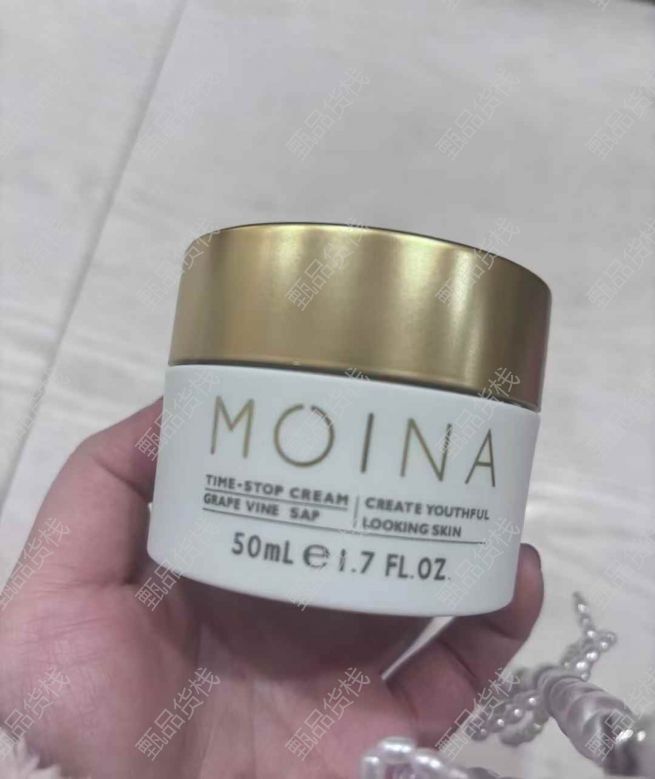 MOINA
TIME-STOP CREAM
GRAPE VINE SAP
CREATE YOUTHFUL
LOOKING SKIN
50mL e 1.7 FL.OZ.
甄品货栈